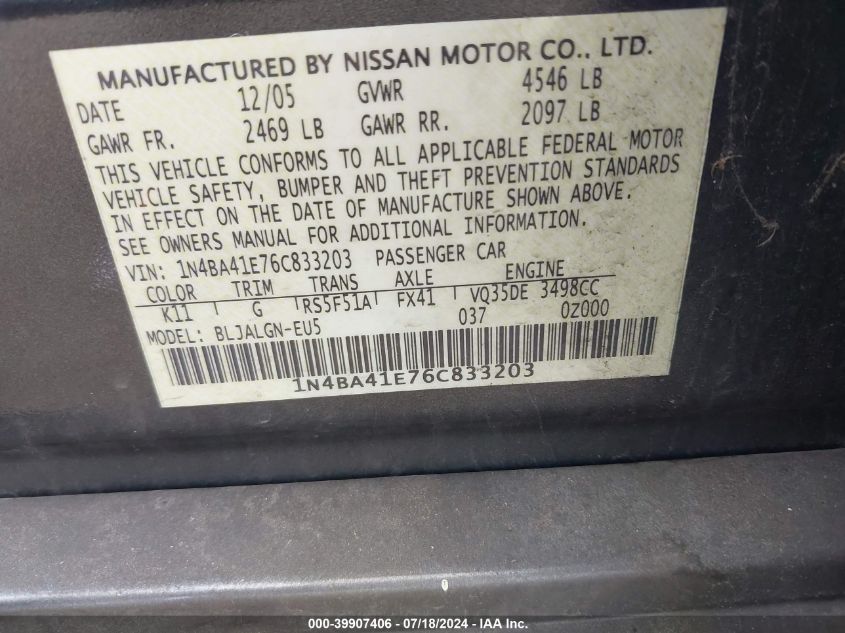 MANUFACTURED BY NISSAN MOTOR CO., LTD.
DATE 12/05 GVWR 4546 LB
GAWR FR. 2469 LB GAWR RR. 2097 LB
THIS VEHICLE CONFORMS TO ALL APPLICABLE FEDERAL MOTOR
VEHICLE SAFETY, BUMPER AND THEFT PREVENTION STANDARDS
IN EFFECT ON THE DATE OF MANUFACTURE SHOWN ABOVE.
SEE OWNERS MANUAL FOR ADDITIONAL INFORMATION.
VIN: 1N4BA41E76C833203 PASSENGER CAR
COLOR TRIM TRANS AXLE ENGINE
K11 G RS5F51A FX41 VQ35DE 3498CC
MODEL: BLJALGN-EU5 037 0Z000
1N4BA41E76C833203
000-39907406 / 07/18/2024 - IAA Inc.